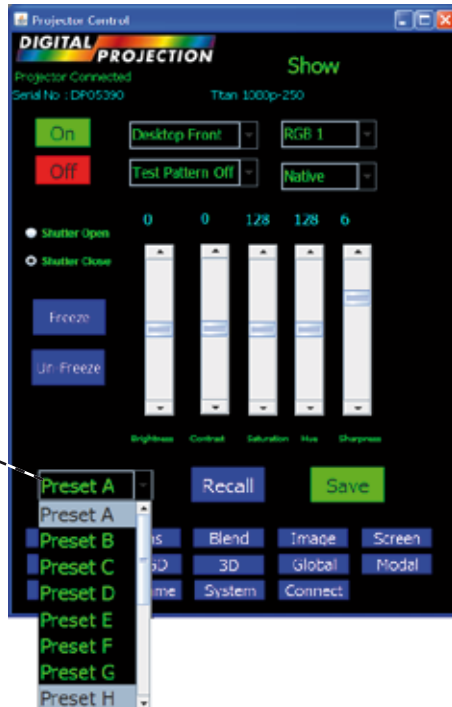 Projector Control
DIGITAL PROJECTION
Show
Projector Connected
Serial No : DP05390 Titan 1080p-250
On Desktop Front RGB 1
Off Test Pattern Off Native
0 0 128 128 6
Shutter Open
Shutter Close
Freeze
Un-Freeze
Brightness Contrast Saturation Hue Sharpness
Preset A Recall Save
Preset A
Blend Image Screen
Preset B
3D Global Modal
Preset C
System Connect
Preset D
Preset E
Preset F
Preset G
Preset H